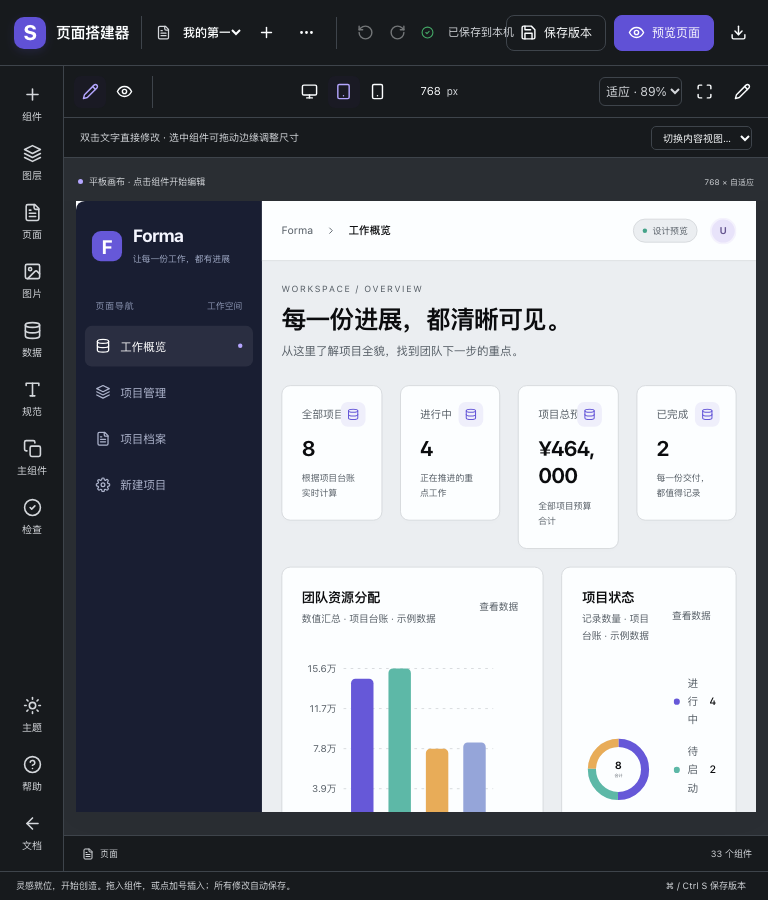 S 页面搭建器 我的第一 已保存到本机 保存版本 预览页面
768 px 适应 · 89%
组件
双击文字直接修改 · 选中组件可拖动边缘调整尺寸 切换内容视图...
图层
平板画布 · 点击组件开始编辑 768 × 自适应
页面
图片
数据
规范
主组件
检查
主题
帮助
文档
F Forma
让每一份工作，都有进展
页面导航 工作空间
工作概览
项目管理
项目档案
新建项目
Forma 工作概览 设计预览 U
WORKSPACE / OVERVIEW
每一份进展，都清晰可见。
从这里了解项目全貌，找到团队下一步的重点。
全部项目
8
根据项目台账
实时计算
进行中
4
正在推进的重
点工作
项目总预
¥464,
000
全部项目预算
合计
已完成
2
每一份交付，
都值得记录
团队资源分配
数值汇总 · 项目台账 · 示例数据
查看数据
15.6万
11.7万
7.8万
3.9万
项目状态
记录数量 · 项目
台账 · 示例数据
查看数据
8
进
行
中
4
待
启
动
2
页面 33 个组件
灵感就位，开始创造。拖入组件，或点加号插入；所有修改自动保存。 ⌘ / Ctrl S 保存版本